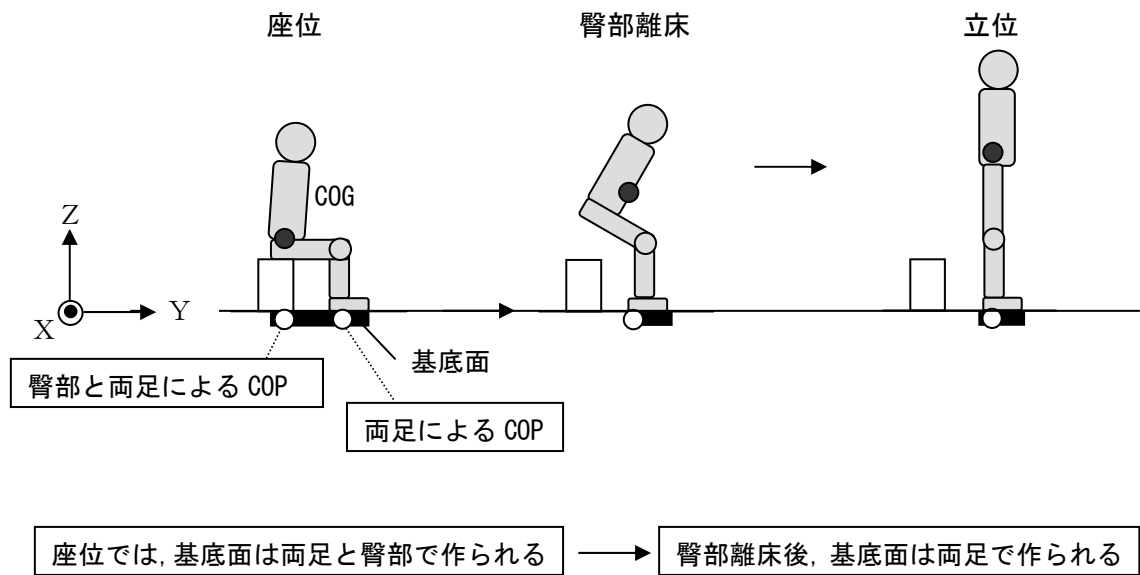 座位
臀部離床
立位
COG
Z
X
Y
基底面
臀部と両足による COP
両足による COP
座位では, 基底面は両足と臀部で作られる
臀部離床後, 基底面は両足で作られる